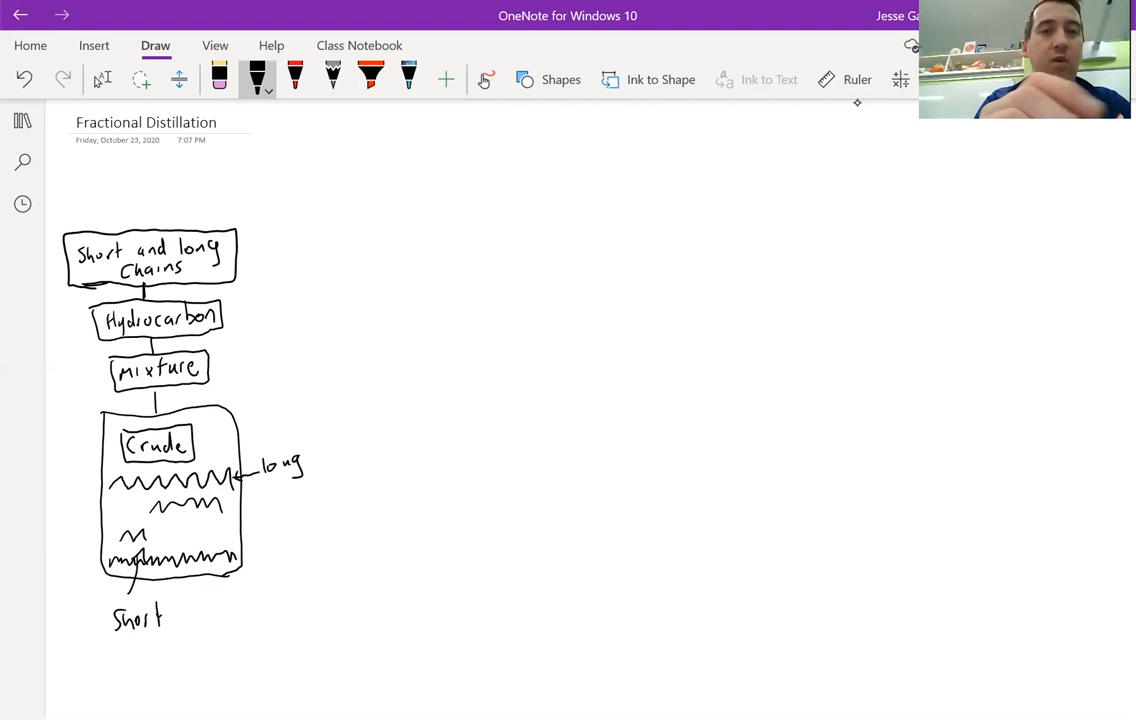 OneNote for Windows 10
Jesse Ga
Home
Insert
Draw
View
Help
Class Notebook
Shapes
Ink to Shape
Ink to Text
Ruler
Fractional Distillation
Friday, October 23, 2020
7:07 PM
Short and long
Chains
Hydrocarbon
Mixture
Crude
long
Short